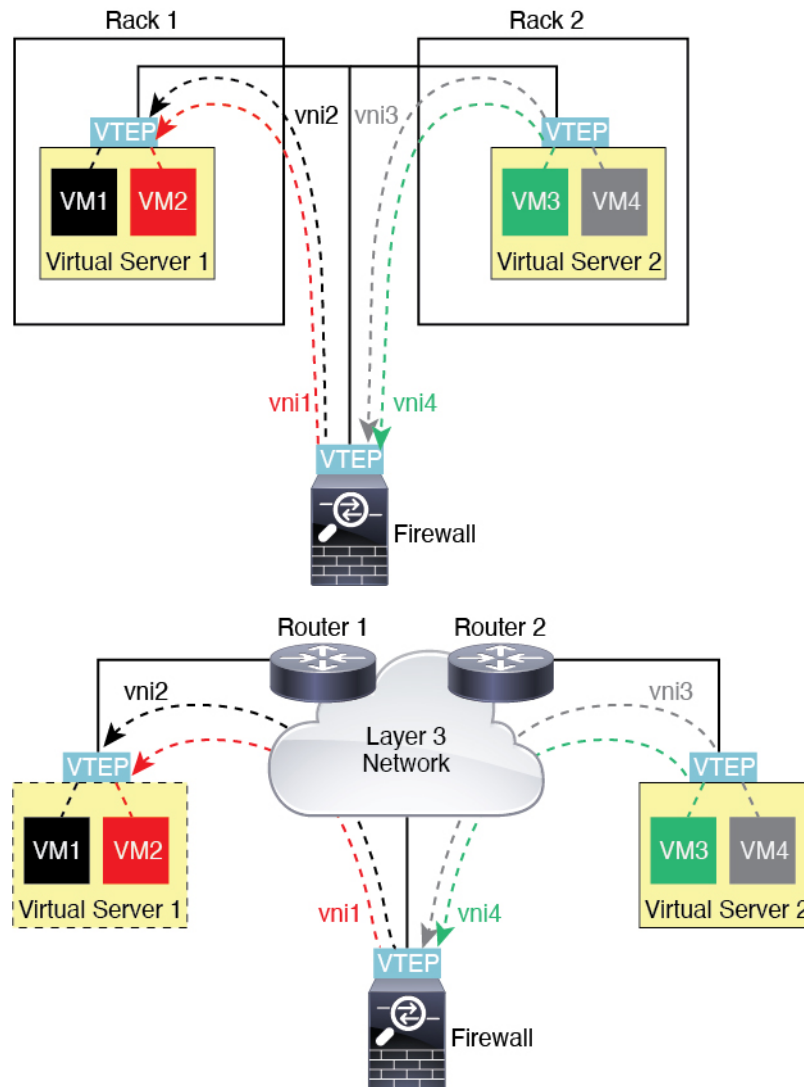 Rack 1
Rack 2
vni2
vni3
VTEP
VTEP
VM1
VM2
VM3
VM4
Virtual Server 1
Virtual Server 2
vni1
vni4
VTEP
Firewall
Router 1
Router 2
vni2
vni3
Layer 3
Network
VTEP
VTEP
VM1
VM2
VM3
VM4
Virtual Server 1
Virtual Server 2
vni1
vni4
VTEP
Firewall